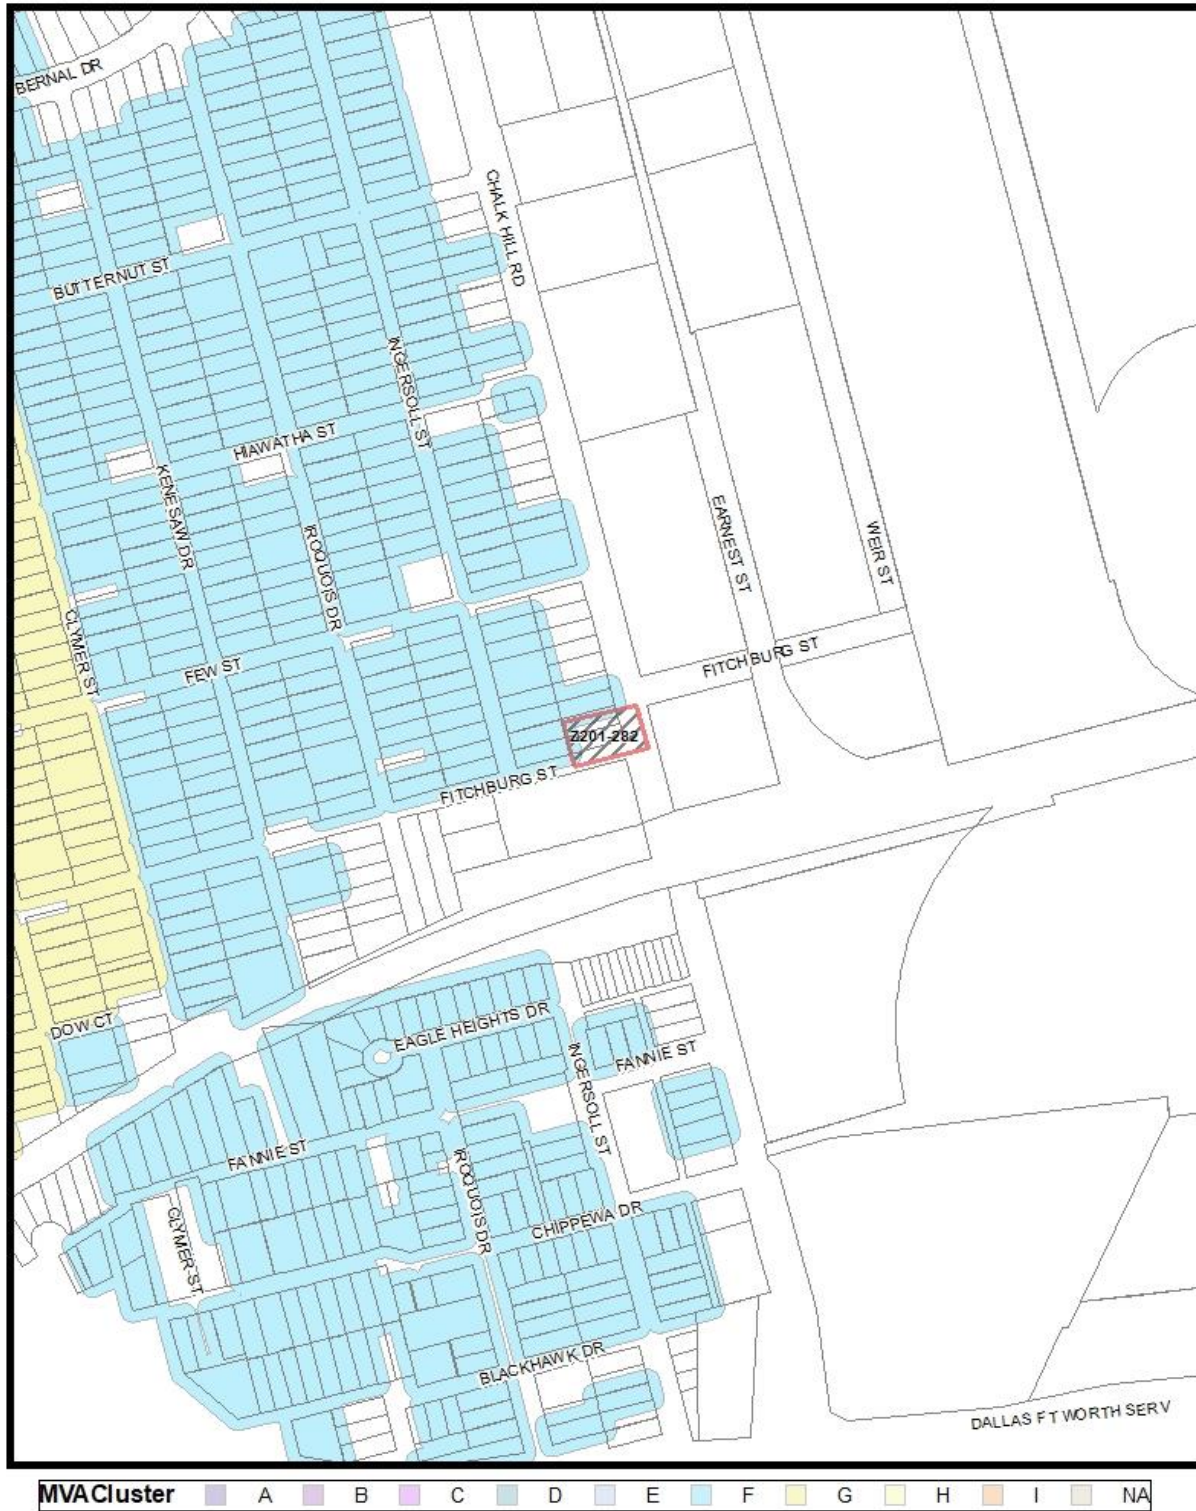 BERNAL DR
CHALK HILL RD
BUTTERNUT ST
INGERSOLL ST
HIAWATHA ST
KENESAW DR
IROQUOIS DR
EARNEST ST
WEIR ST
CLYMER ST
FEW ST
FITCHBURG ST
Z201-282
FITCHBURG ST
DOW CT
EAGLE HEIGHTS DR
INGERSOLL ST
FANNIE ST
FANNIE ST
IROQUOIS DR
CLYMER ST
CHIPPEWA DR
BLACKHAWK DR
DALLAS FT WORTH SERV
MVACluster A B C D E F G H I NA